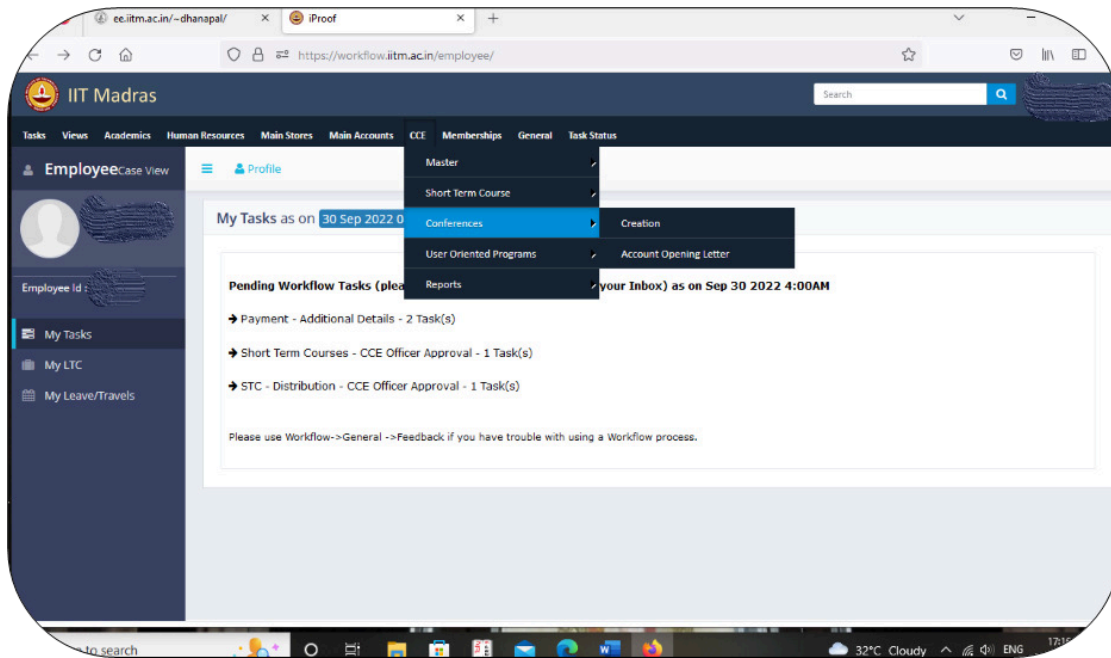 ee.iitm.ac.in/~dhanapal/
iProof
https://workflow.iitm.ac.in/employee/
IIT Madras
Search
Tasks Views Academics Human Resources Main Stores Main Accounts CCE Memberships General Task Status
EmployeeCase View
Profile
Master
Short Term Course
Conferences
User Oriented Programs
Reports
Creation
Account Opening Letter
My Tasks as on 30 Sep 2022
Employee Id :
My Tasks
My LTC
My Leave/Travels
Pending Workflow Tasks your Inbox) as on Sep 30 2022 4:00AM
➔ Payment - Additional Details - 2 Task(s)
➔ Short Term Courses - CCE Officer Approval - 1 Task(s)
➔ STC - Distribution - CCE Officer Approval - 1 Task(s)
Please use Workflow->General ->Feedback if you have trouble with using a Workflow process.
to search
32°C Cloudy ENG